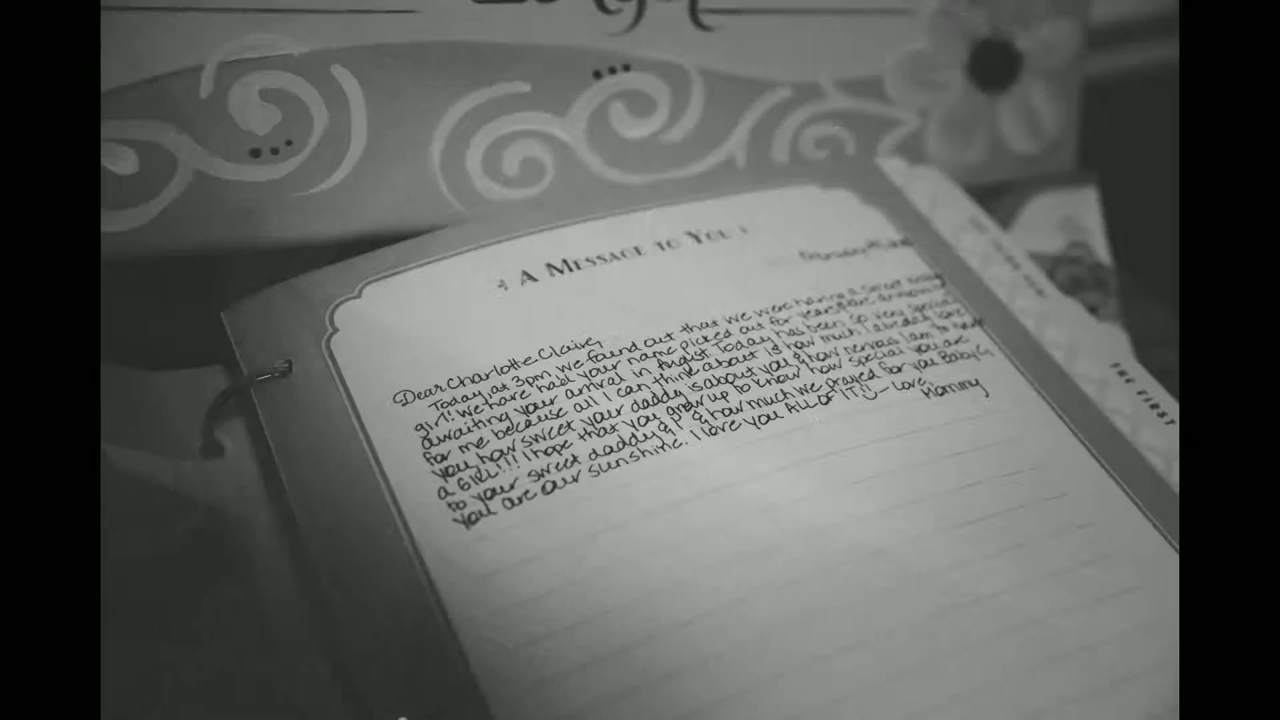 A MESSAGE TO YOU
Dear Charlotte Claire,
Today, at 3pm we found out that we were having a sweet baby
girl! We have had your name picked out for years & are anxiously
awaiting your arrival in August. Today has been so very special
for me because all I can think about is how much I already love
you, how sweet your daddy is about you, & how nervous I am to have
a GIRL!!! I hope that you grow up to know how special you are
to your sweet daddy & I & how much we prayed for you Baby G.
You are our sunshine. I love you ALL OF IT!! -Love,
Mommy
THE FIRST